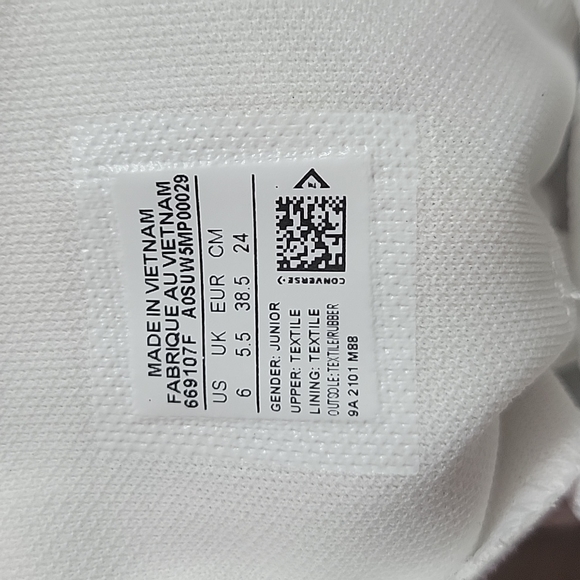 MADE IN VIETNAM
FABRIQUE AU VIETNAM
669107F A0SUW5MP00029
US UK EUR CM
6 5.5 38.5 24
GENDER: JUNIOR
UPPER: TEXTILE
LINING: TEXTILE
OUTSOLE: TEXTILE/RUBBER
9A 2101 M88
CONVERSE